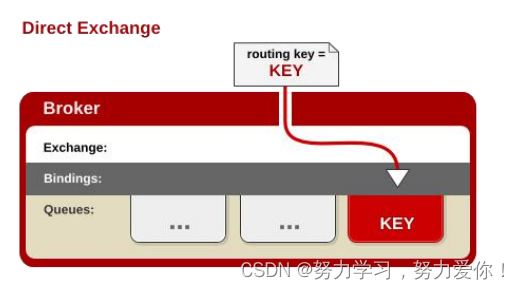 Direct Exchange
routing key =
KEY
Broker
Exchange:
Bindings:
Queues:
...
...
KEY
CSDN @努力学习，努力爱你！